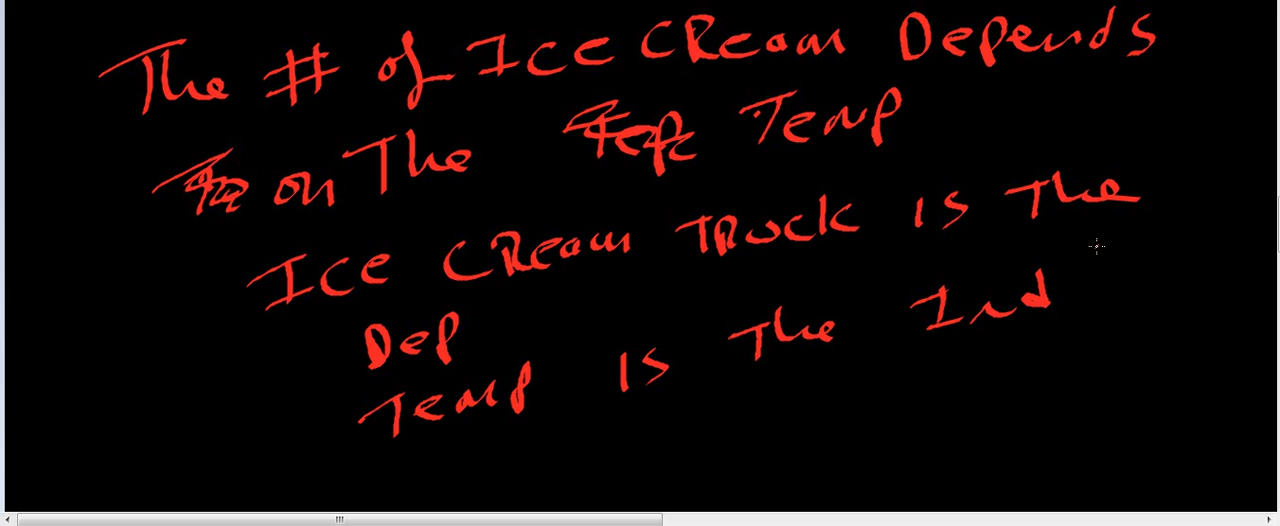 The # of Ice CReam Depends
on The Temp
Ice CReam TRuck is The
Dep
Temp is The Ind